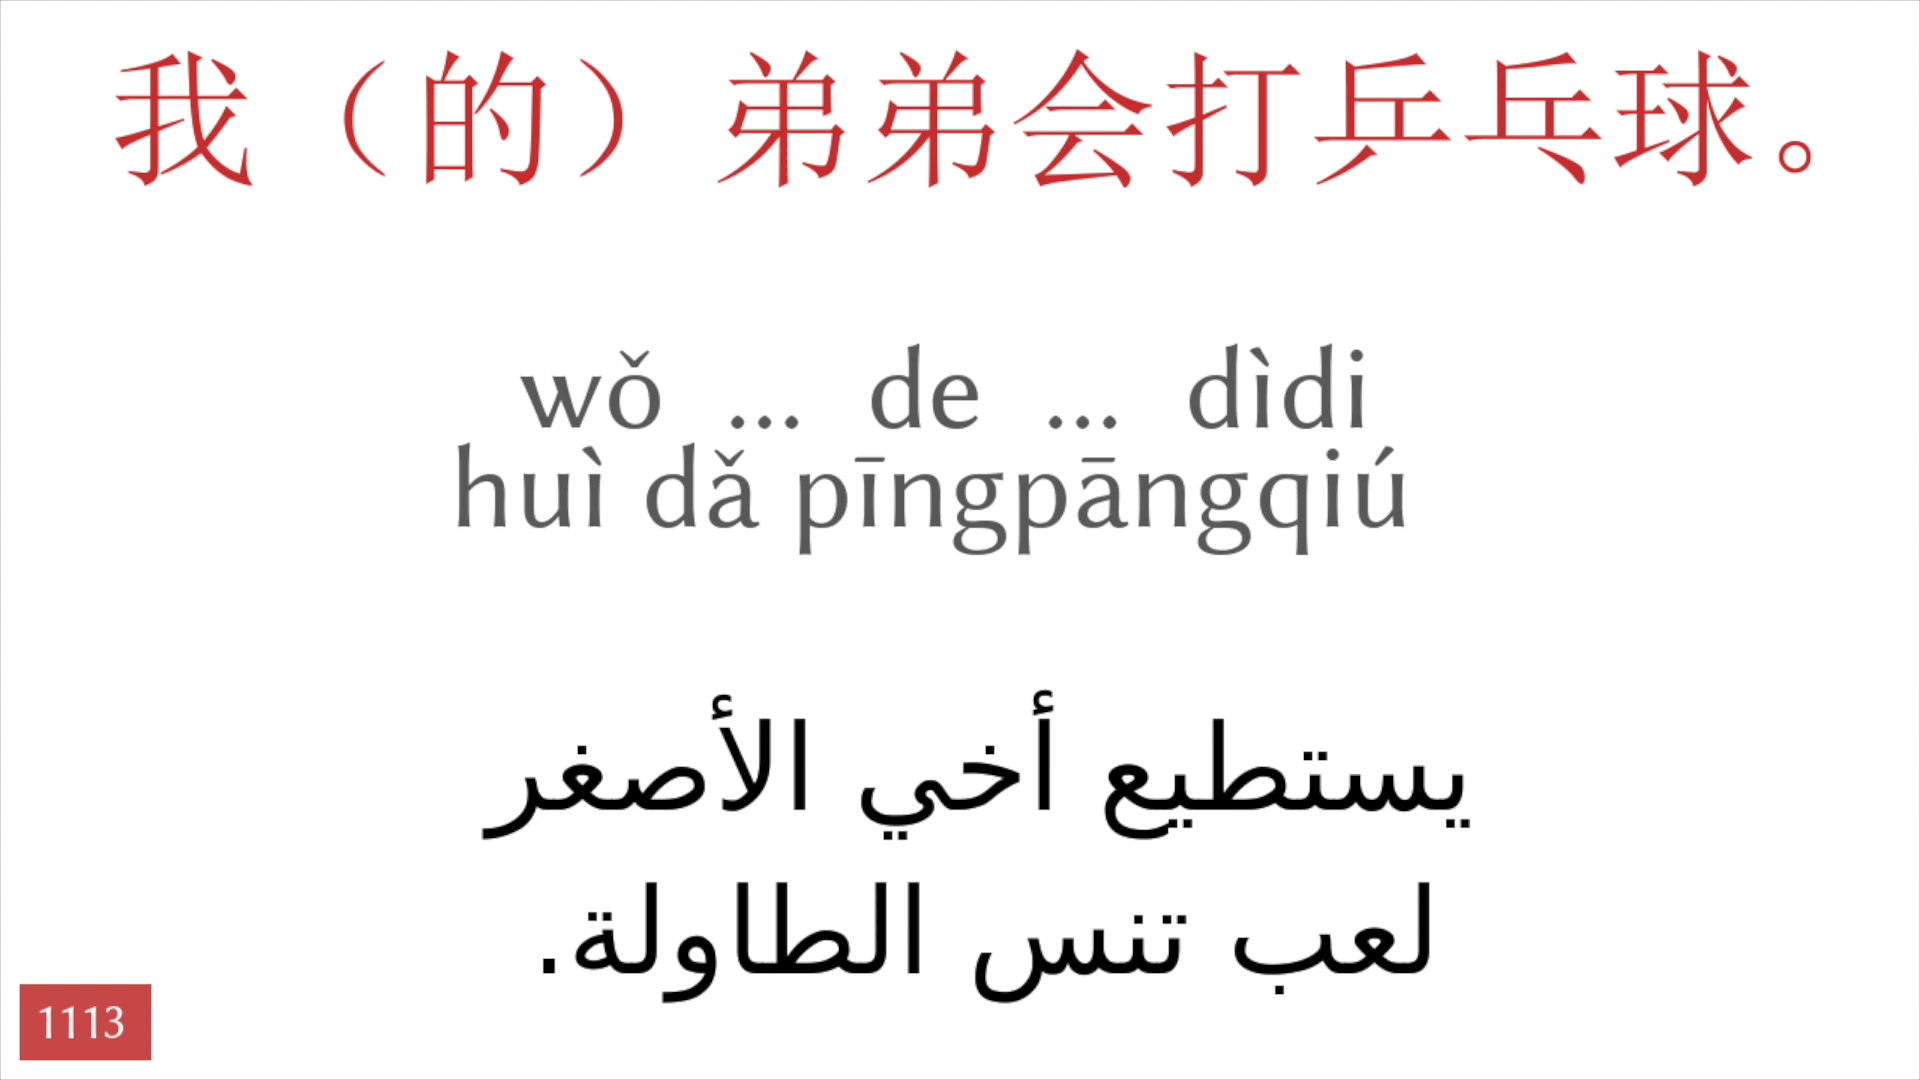 我（的）弟弟会打乒乓球。
wǒ ... de ... dìdi
huì dǎ pīngpāngqiú
يستطيع أخي الأصغر
لعب تنس الطاولة.
1113